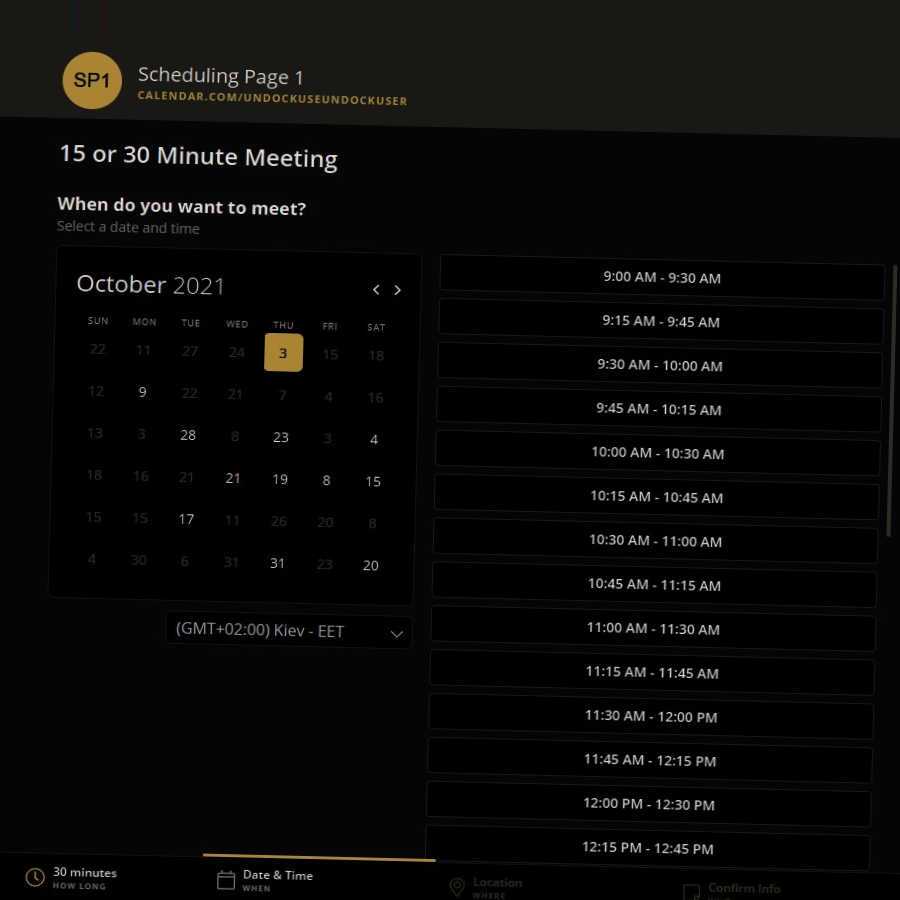 SP1
Scheduling Page 1
CALENDAR.COM/UNDOCKUSEUNDOCKUSER
15 or 30 Minute Meeting
When do you want to meet?
Select a date and time
October 2021
SUN MON TUE WED THU FRI SAT
22 11 27 24 3 15 18
12 9 22 21 7 4 16
13 3 28 8 23 3 4
18 16 21 21 19 8 15
15 15 17 11 26 20 8
4 30 6 31 31 23 20
(GMT+02:00) Kiev - EET
9:00 AM - 9:30 AM
9:15 AM - 9:45 AM
9:30 AM - 10:00 AM
9:45 AM - 10:15 AM
10:00 AM - 10:30 AM
10:15 AM - 10:45 AM
10:30 AM - 11:00 AM
10:45 AM - 11:15 AM
11:00 AM - 11:30 AM
11:15 AM - 11:45 AM
11:30 AM - 12:00 PM
11:45 AM - 12:15 PM
12:00 PM - 12:30 PM
12:15 PM - 12:45 PM
30 minutes
HOW LONG
Date & Time
WHEN
Location
WHERE
Confirm Info